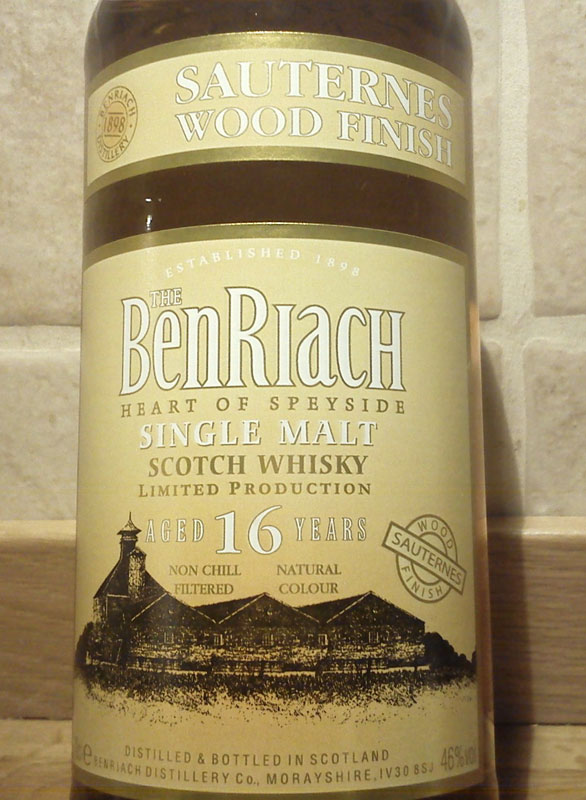 BENRIACH
1898
DISTILLERY
SAUTERNES
WOOD FINISH
ESTABLISHED 1898
THE
BENRIACH
HEART OF SPEYSIDE
SINGLE MALT
SCOTCH WHISKY
LIMITED PRODUCTION
AGED 16 YEARS
NON CHILL
FILTERED
NATURAL
COLOUR
WOOD
SAUTERNES
FINISH
DISTILLED & BOTTLED IN SCOTLAND
e BENRIACH DISTILLERY Co., MORAYSHIRE, IV30 8SJ 46% VOL